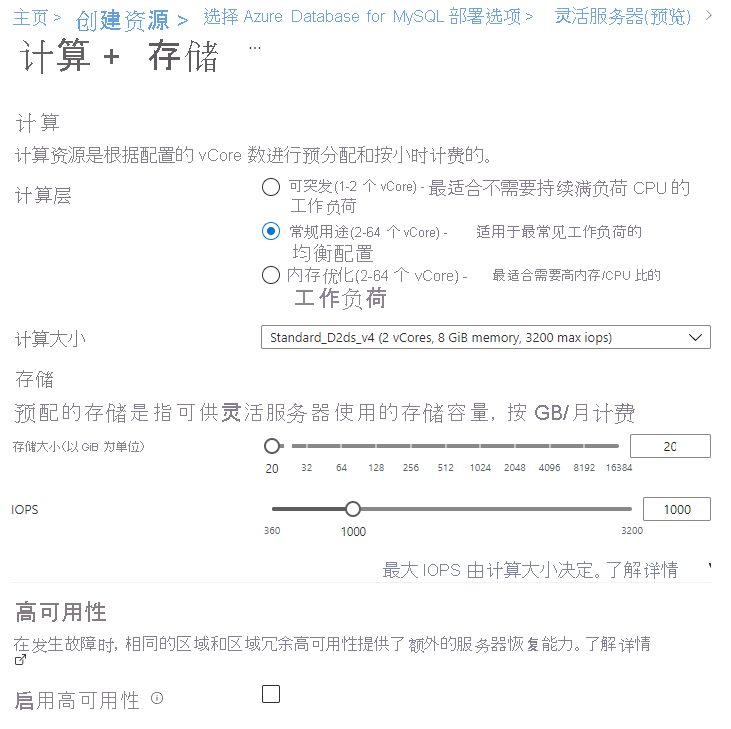 主页 > 创建资源 > 选择 Azure Database for MySQL 部署选项 > 灵活服务器(预览) >
计算 + 存储 ...
计算
计算资源是根据配置的 vCore 数进行预分配和按小时计费的。
计算层
可突发(1-2 个 vCore) - 最适合不需要持续满负荷 CPU 的
工作负荷
常规用途(2-64 个 vCore) - 适用于最常见工作负荷的
均衡配置
内存优化(2-64 个 vCore) - 最适合需要高内存/CPU 比的
工作负荷
计算大小
Standard_D2ds_v4 (2 vCores, 8 GiB memory, 3200 max iops)
存储
预配的存储是指可供灵活服务器使用的存储容量, 按 GB/月计费
存储大小(以 GiB 为单位)
20
20 32 64 128 256 512 1024 2048 4096 8192 16384
IOPS
1000
360 1000 3200
最大 IOPS 由计算大小决定。了解详情
高可用性
在发生故障时, 相同的区域和区域冗余高可用性提供了额外的服务器恢复能力。了解详情
启用高可用性